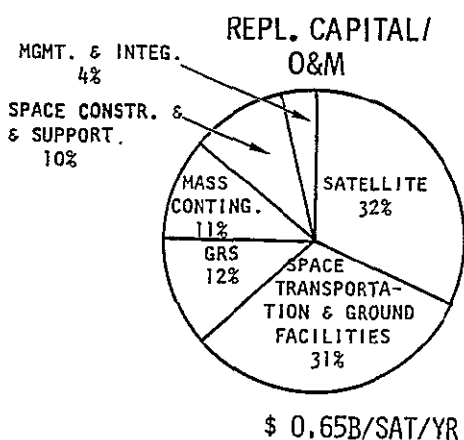 REPL. CAPITAL/
O&M
MGMT. & INTEG.
4%
SPACE CONSTR. &
& SUPPORT.
10%
MASS
CONTING.
11%
GRS
12%
SATELLITE
32%
SPACE
TRANSPORTA-
TION & GROUND
FACILITIES
31%
$ 0.65B/SAT/YR